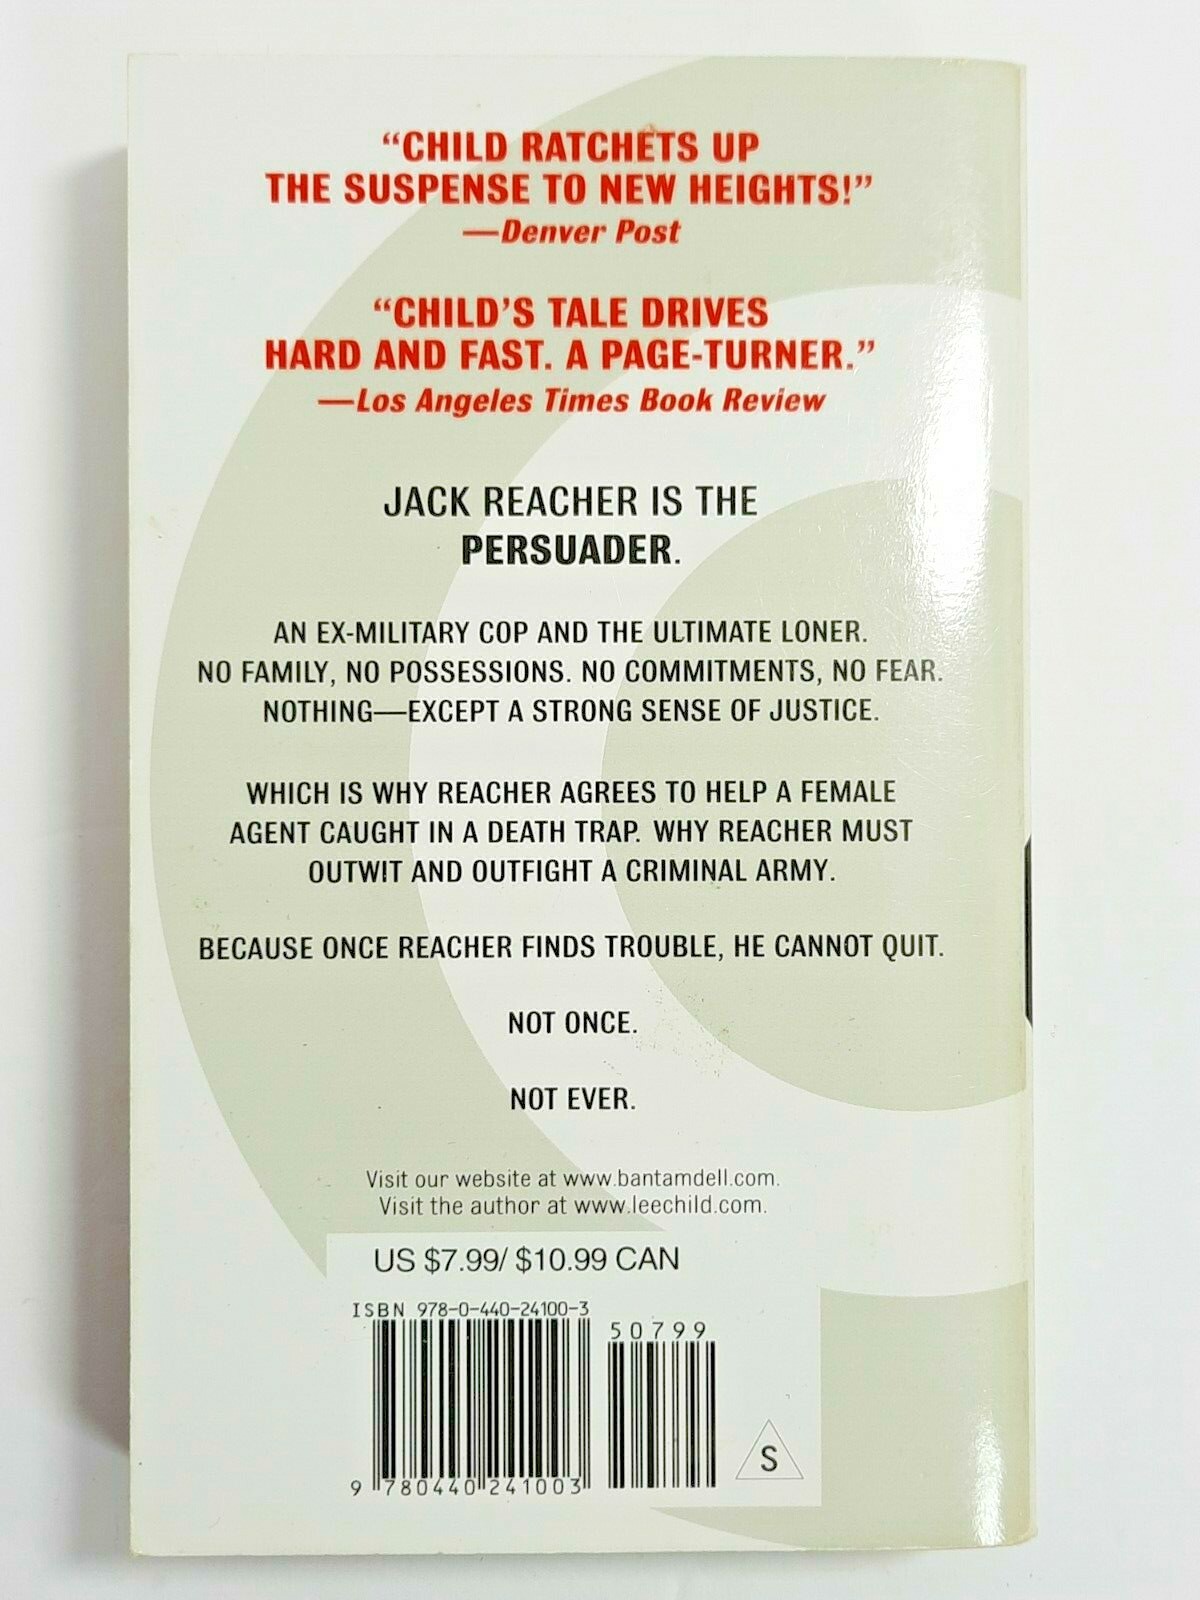 “CHILD RATCHETS UP
THE SUSPENSE TO NEW HEIGHTS!”
—Denver Post
“CHILD’S TALE DRIVES
HARD AND FAST. A PAGE-TURNER.”
—Los Angeles Times Book Review
JACK REACHER IS THE
PERSUADER.
AN EX-MILITARY COP AND THE ULTIMATE LONER.
NO FAMILY, NO POSSESSIONS. NO COMMITMENTS, NO FEAR.
NOTHING—EXCEPT A STRONG SENSE OF JUSTICE.
WHICH IS WHY REACHER AGREES TO HELP A FEMALE
AGENT CAUGHT IN A DEATH TRAP. WHY REACHER MUST
OUTWIT AND OUTFIGHT A CRIMINAL ARMY.
BECAUSE ONCE REACHER FINDS TROUBLE, HE CANNOT QUIT.
NOT ONCE.
NOT EVER.
Visit our website at www.bantamdell.com.
Visit the author at www.leechild.com.
US $7.99/ $10.99 CAN
ISBN 978-0-440-24100-3
50799
9 780440 241003
S